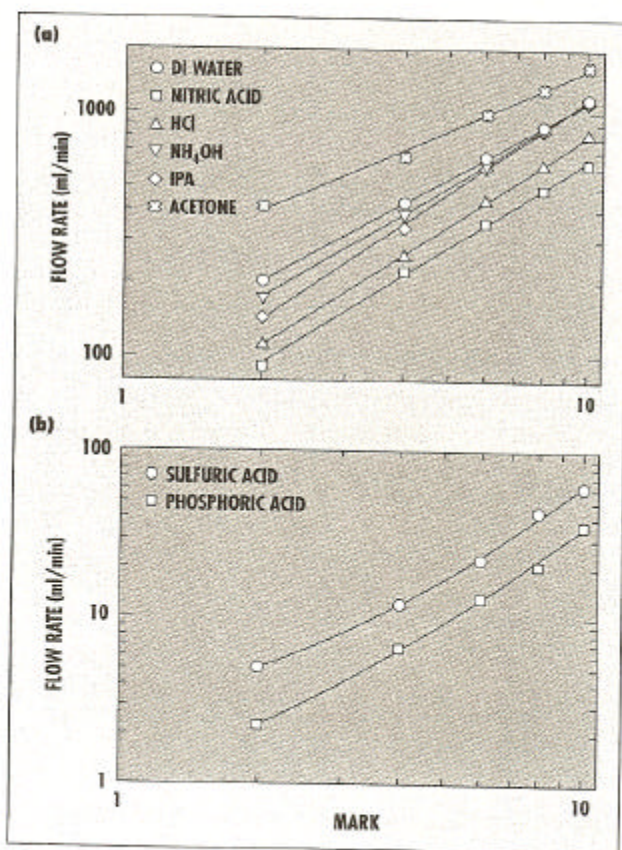 (a)
DI WATER
NITRIC ACID
HCl
NH₄OH
IPA
ACETONE
1000
100
FLOW RATE (ml/min)
1
10
(b)
100
SULFURIC ACID
PHOSPHORIC ACID
10
FLOW RATE (ml/min)
1
1
10
MARK